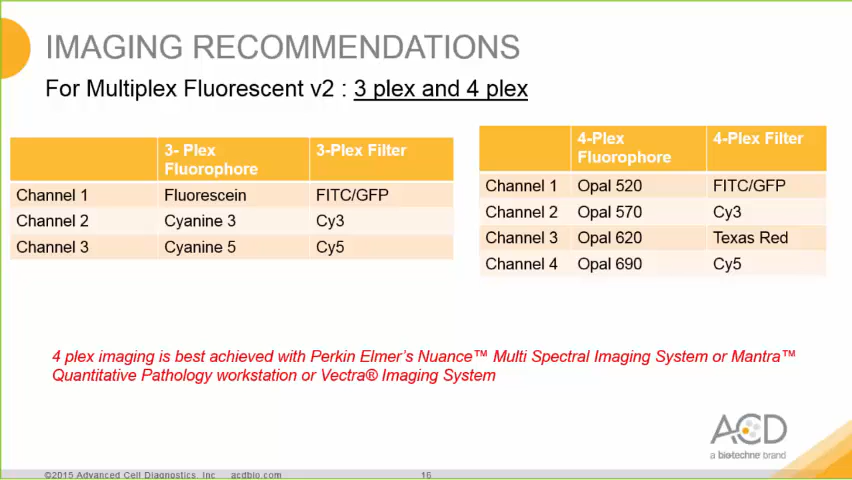 IMAGING RECOMMENDATIONS
For Multiplex Fluorescent v2 : 3 plex and 4 plex
3- Plex Fluorophore 3-Plex Filter
Channel 1 Fluorescein FITC/GFP
Channel 2 Cyanine 3 Cy3
Channel 3 Cyanine 5 Cy5
4-Plex Fluorophore 4-Plex Filter
Channel 1 Opal 520 FITC/GFP
Channel 2 Opal 570 Cy3
Channel 3 Opal 620 Texas Red
Channel 4 Opal 690 Cy5
4 plex imaging is best achieved with Perkin Elmer's Nuance™ Multi Spectral Imaging System or Mantra™
Quantitative Pathology workstation or Vectra® Imaging System
ACD
a biotechne brand
©2015 Advanced Cell Diagnostics, Inc acdbio.com 16